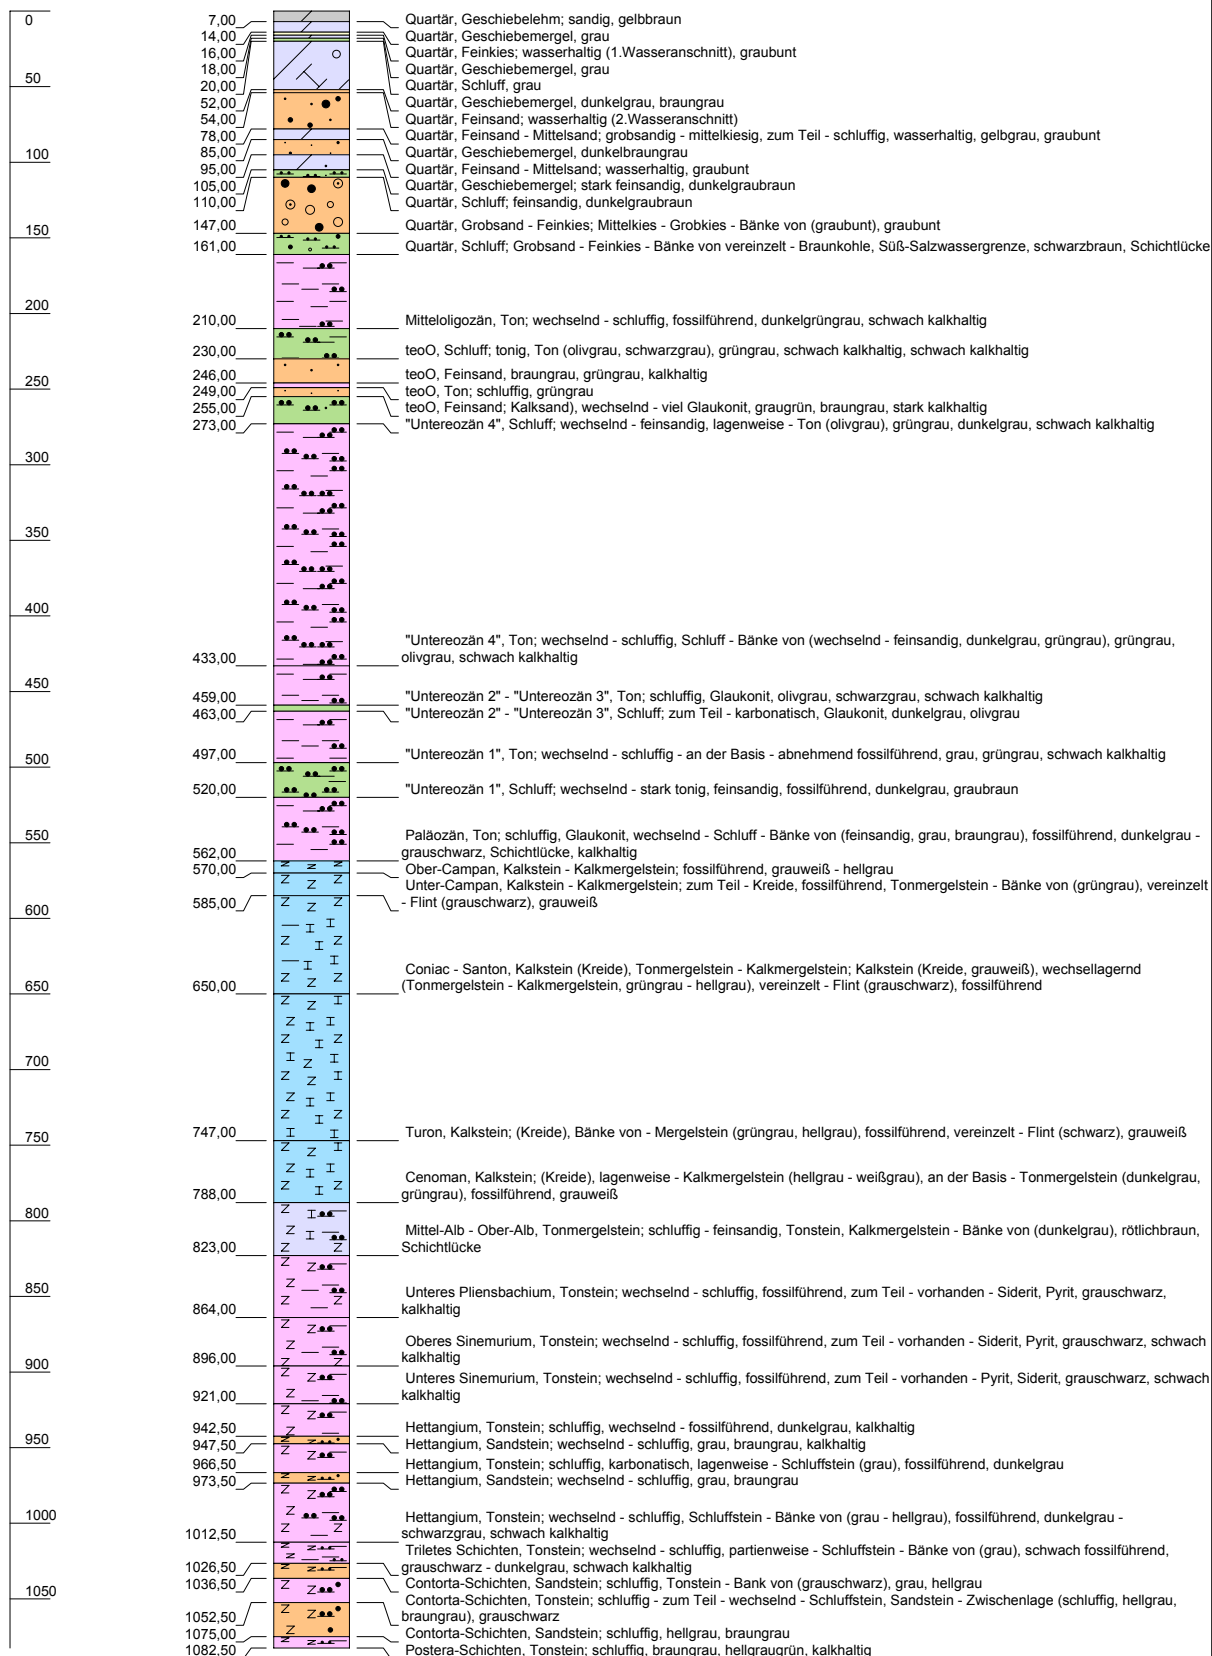 0
50
100
150
200
250
300
350
400
450
500
550
600
650
700
750
800
850
900
950
1000
1050
7,00 Quartär, Geschiebelehm; sandig, gelbbraun
14,00 Quartär, Geschiebemergel, grau
16,00 Quartär, Feinkies; wasserhaltig (1.Wasseranschnitt), graubunt
18,00 Quartär, Geschiebemergel, grau
20,00 Quartär, Schluff, grau
52,00 Quartär, Geschiebemergel, dunkelgrau, braungrau
54,00 Quartär, Feinsand; wasserhaltig (2.Wasseranschnitt)
78,00 Quartär, Feinsand - Mittelsand; grobsandig - mittelkiesig, zum Teil - schluffig, wasserhaltig, gelbgrau, graubunt
85,00 Quartär, Geschiebemergel, dunkelbraungrau
95,00 Quartär, Feinsand - Mittelsand; wasserhaltig, graubunt
105,00 Quartär, Geschiebemergel; stark feinsandig, dunkelgraubraun
110,00 Quartär, Schluff; feinsandig, dunkelgraubraun
147,00 Quartär, Grobsand - Feinkies; Mittelkies - Grobkies - Bänke von (graubunt), graubunt
161,00 Quartär, Schluff; Grobsand - Feinkies - Bänke von vereinzelt - Braunkohle, Süß-Salzwassergrenze, schwarzbraun, Schichtlücke
210,00 Mitteloligozän, Ton; wechselnd - schluffig, fossilführend, dunkelgrüngrau, schwach kalkhaltig
230,00 teoO, Schluff; tonig, Ton (olivgrau, schwarzgrau), grüngrau, schwach kalkhaltig, schwach kalkhaltig
246,00 teoO, Feinsand, braungrau, grüngrau, kalkhaltig
249,00 teoO, Ton; schluffig, grüngrau
255,00 teoO, Feinsand; Kalksand), wechselnd - viel Glaukonit, graugrün, braungrau, stark kalkhaltig
273,00 "Untereozän 4", Schluff; wechselnd - feinsandig, lagenweise - Ton (olivgrau), grüngrau, dunkelgrau, schwach kalkhaltig
"Untereozän 4", Ton; wechselnd - schluffig, Schluff - Bänke von (wechselnd - feinsandig, dunkelgrau, grüngrau), grüngrau,
433,00 olivgrau, schwach kalkhaltig
459,00 "Untereozän 2" - "Untereozän 3", Ton; schluffig, Glaukonit, olivgrau, schwarzgrau, schwach kalkhaltig
463,00 "Untereozän 2" - "Untereozän 3", Schluff; zum Teil - karbonatisch, Glaukonit, dunkelgrau, olivgrau
497,00 "Untereozän 1", Ton; wechselnd - schluffig - an der Basis - abnehmend fossilführend, grau, grüngrau, schwach kalkhaltig
520,00 "Untereozän 1", Schluff; wechselnd - stark tonig, feinsandig, fossilführend, dunkelgrau, graubraun
Paläozän, Ton; schluffig, Glaukonit, wechselnd - Schluff - Bänke von (feinsandig, grau, braungrau), fossilführend, dunkelgrau -
562,00 grauschwarz, Schichtlücke, kalkhaltig
570,00 Ober-Campan, Kalkstein - Kalkmergelstein; fossilführend, grauweiß - hellgrau
Unter-Campan, Kalkstein - Kalkmergelstein; zum Teil - Kreide, fossilführend, Tonmergelstein - Bänke von (grüngrau), vereinzelt
585,00 - Flint (grauschwarz), grauweiß
Coniac - Santon, Kalkstein (Kreide), Tonmergelstein - Kalkmergelstein; Kalkstein (Kreide, grauweiß), wechsellagernd
650,00 (Tonmergelstein - Kalkmergelstein, grüngrau - hellgrau), vereinzelt - Flint (grauschwarz), fossilführend
747,00 Turon, Kalkstein; (Kreide), Bänke von - Mergelstein (grüngrau, hellgrau), fossilführend, vereinzelt - Flint (schwarz), grauweiß
Cenoman, Kalkstein; (Kreide), lagenweise - Kalkmergelstein (hellgrau - weißgrau), an der Basis - Tonmergelstein (dunkelgrau,
788,00 grüngrau), fossilführend, grauweiß
Mittel-Alb - Ober-Alb, Tonmergelstein; schluffig - feinsandig, Tonstein, Kalkmergelstein - Bänke von (dunkelgrau), rötlichbraun,
823,00 Schichtlücke
Unteres Pliensbachium, Tonstein; wechselnd - schluffig, fossilführend, zum Teil - vorhanden - Siderit, Pyrit, grauschwarz,
864,00 kalkhaltig
Oberes Sinemurium, Tonstein; wechselnd - schluffig, fossilführend, zum Teil - vorhanden - Siderit, Pyrit, grauschwarz, schwach
896,00 kalkhaltig
Unteres Sinemurium, Tonstein; wechselnd - schluffig, fossilführend, zum Teil - vorhanden - Pyrit, Siderit, grauschwarz, schwach
921,00 kalkhaltig
942,50 Hettangium, Tonstein; schluffig, wechselnd - fossilführend, dunkelgrau, kalkhaltig
947,50 Hettangium, Sandstein; wechselnd - schluffig, grau, braungrau, kalkhaltig
966,50 Hettangium, Tonstein; schluffig, karbonatisch, lagenweise - Schluffstein (grau), fossilführend, dunkelgrau
973,50 Hettangium, Sandstein; wechselnd - schluffig, grau, braungrau
Hettangium, Tonstein; wechselnd - schluffig, Schluffstein - Bänke von (grau - hellgrau), fossilführend, dunkelgrau -
1012,50 schwarzgrau, schwach kalkhaltig
Triletes Schichten, Tonstein; wechselnd - schluffig, partienweise - Schluffstein - Bänke von (grau), schwach fossilführend,
1026,50 grauschwarz - dunkelgrau, schwach kalkhaltig
1036,50 Contorta-Schichten, Sandstein; schluffig, Tonstein - Bank von (grauschwarz), grau, hellgrau
Contorta-Schichten, Tonstein; schluffig - zum Teil - wechselnd - Schluffstein, Sandstein - Zwischenlage (schluffig, hellgrau,
1052,50 braungrau), grauschwarz
1075,00 Contorta-Schichten, Sandstein; schluffig, hellgrau, braungrau
1082,50 Postera-Schichten, Tonstein; schluffig, braungrau, hellgraugrün, kalkhaltig